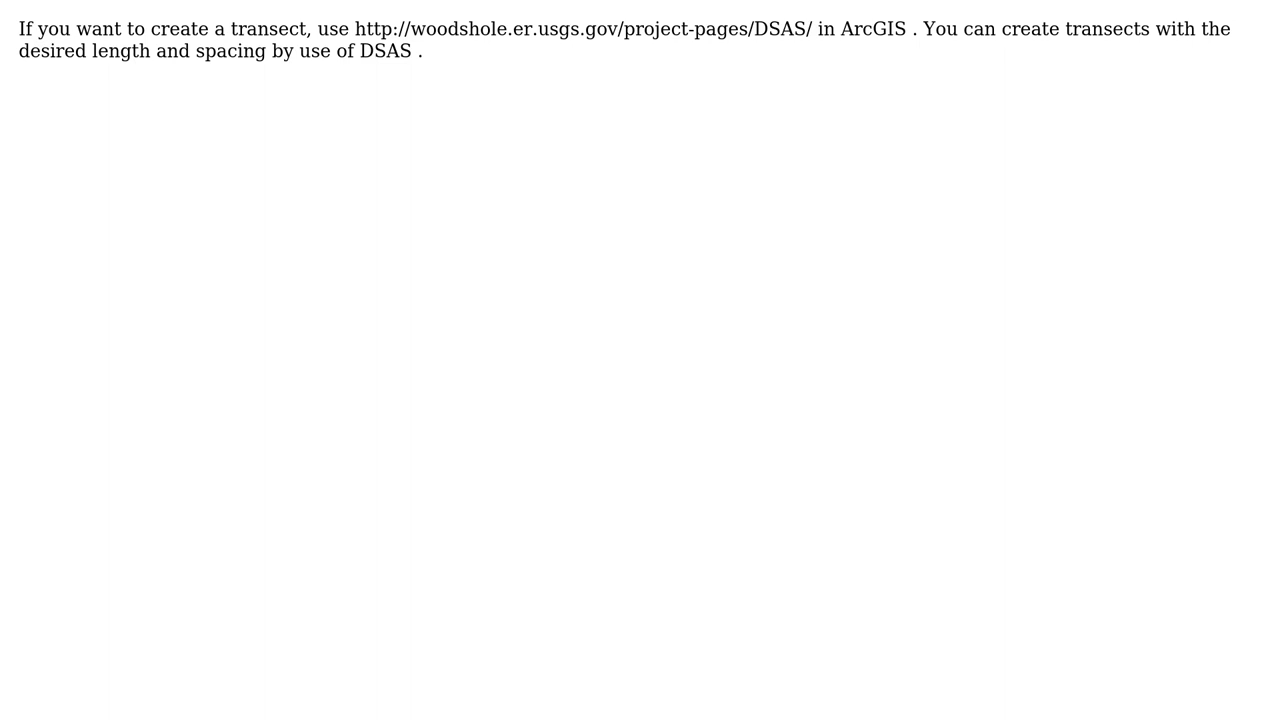 If you want to create a transect, use http://woodshole.er.usgs.gov/project-pages/DSAS/ in ArcGIS . You can create transects with the
desired length and spacing by use of DSAS .